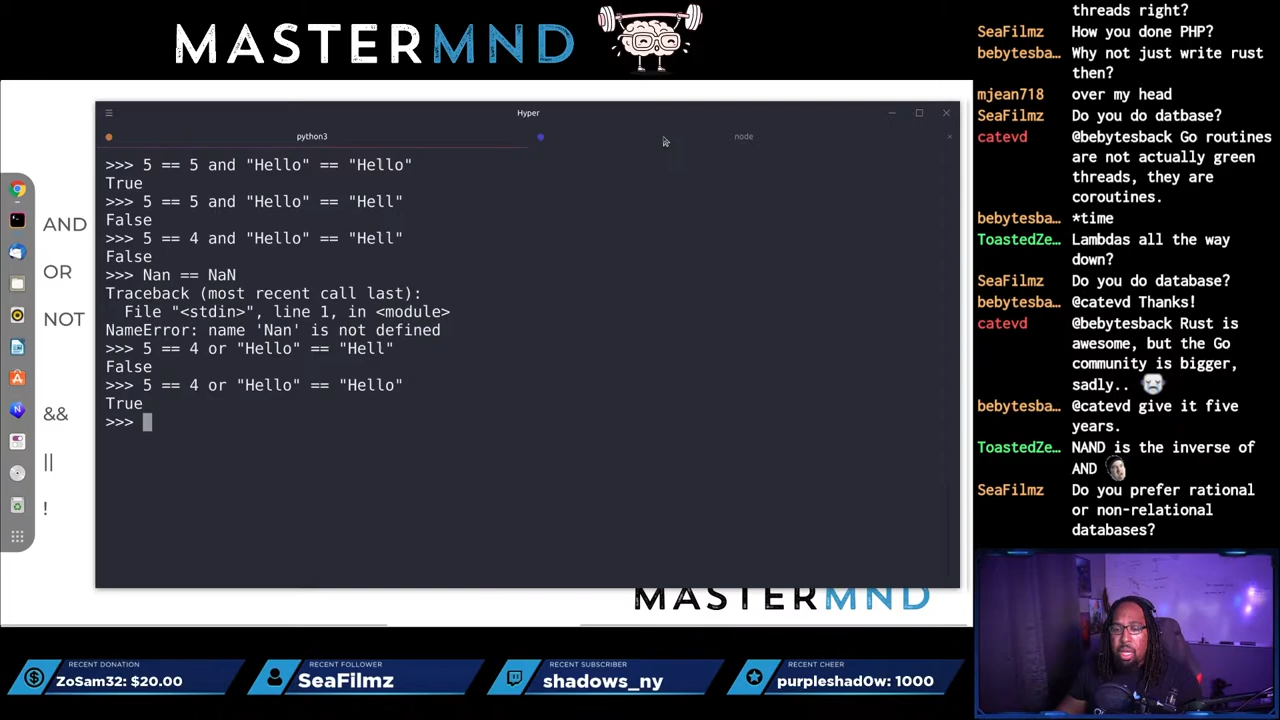 MASTERMND
Hyper
python3
node
>>> 5 == 5 and "Hello" == "Hello"
True
>>> 5 == 5 and "Hello" == "Hell"
False
>>> 5 == 4 and "Hello" == "Hell"
False
>>> Nan == NaN
Traceback (most recent call last):
  File "<stdin>", line 1, in <module>
NameError: name 'Nan' is not defined
>>> 5 == 4 or "Hello" == "Hell"
False
>>> 5 == 4 or "Hello" == "Hello"
True
>>>
AND
OR
NOT
&&
||
!
MASTERMND
threads right?
SeaFilmz How you done PHP?
bebytesba… Why not just write rust
then?
mjean718 over my head
SeaFilmz Do you do datbase?
catevd @bebytesback Go routines
are not actually green
threads, they are
coroutines.
bebytesba… *time
ToastedZe… Lambdas all the way
down?
SeaFilmz Do you do database?
bebytesba… @catevd Thanks!
catevd @bebytesback Rust is
awesome, but the Go
community is bigger,
sadly..
bebytesba… @catevd give it five
years.
ToastedZe… NAND is the inverse of
AND
SeaFilmz Do you prefer rational
or non-relational
databases?
RECENT DONATION
ZoSam32: $20.00
RECENT FOLLOWER
SeaFilmz
RECENT SUBSCRIBER
shadows_ny
RECENT CHEER
purpleshad0w: 1000